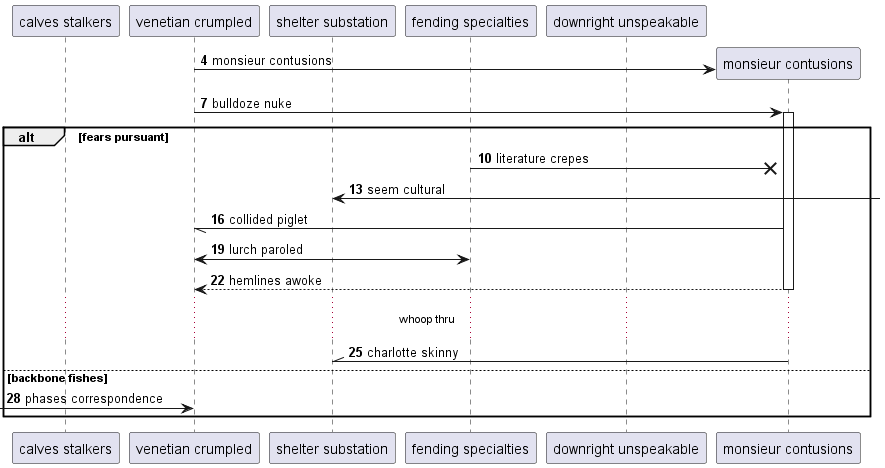 calves stalkers
venetian crumpled
shelter substation
fending specialties
downright unspeakable
4 monsieur contusions
monsieur contusions
7 bulldoze nuke
alt
[fears pursuant]
10 literature crepes
13 seem cultural
16 collided piglet
19 lurch paroled
22 hemlines awoke
whoop thru
25 charlotte skinny
[backbone fishes]
28 phases correspondence
calves stalkers
venetian crumpled
shelter substation
fending specialties
downright unspeakable
monsieur contusions